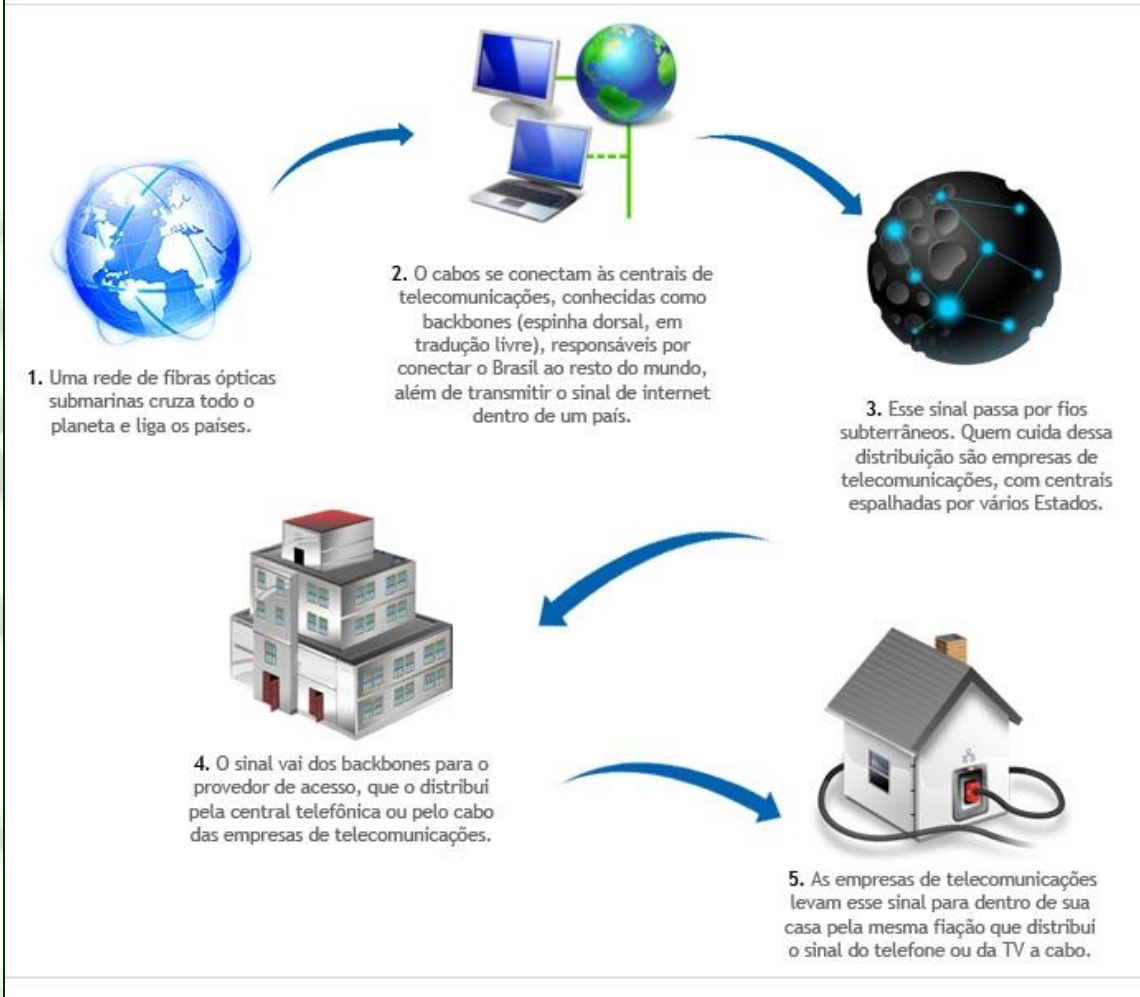 1. Uma rede de fibras ópticas
submarinas cruza todo o
planeta e liga os países.
2. O cabos se conectam às centrais de
telecomunicações, conhecidas como
backbones (espinha dorsal, em
tradução livre), responsáveis por
conectar o Brasil ao resto do mundo,
além de transmitir o sinal de internet
dentro de um país.
3. Esse sinal passa por fios
subterrâneos. Quem cuida dessa
distribuição são empresas de
telecomunicações, com centrais
espalhadas por vários Estados.
4. O sinal vai dos backbones para o
provedor de acesso, que o distribui
pela central telefônica ou pelo cabo
das empresas de telecomunicações.
5. As empresas de telecomunicações
levam esse sinal para dentro de sua
casa pela mesma fiação que distribui
o sinal do telefone ou da TV a cabo.